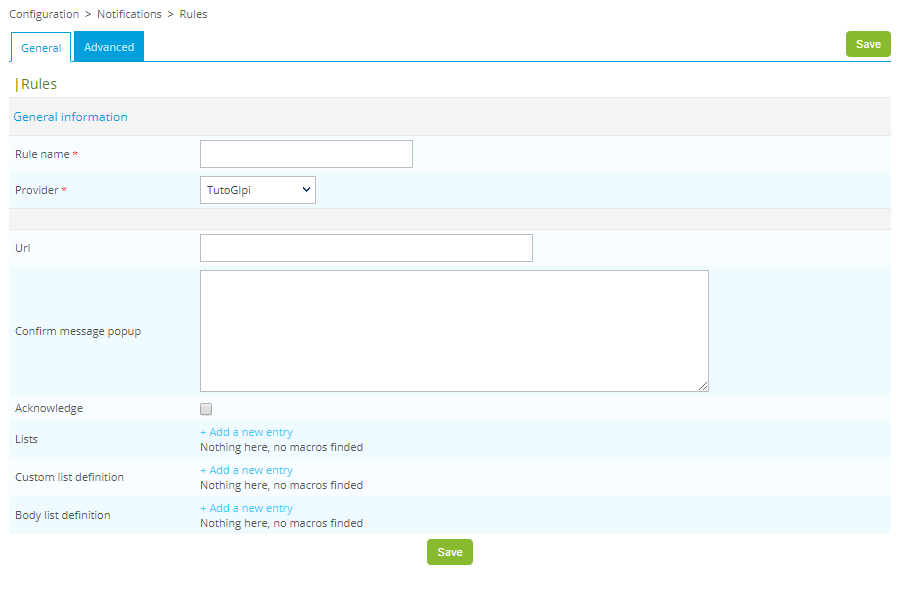 Configuration > Notifications > Rules
General Advanced Save
Rules
General information
Rule name *
Provider * TutoGlpi
Url
Confirm message popup
Acknowledge
Lists
+ Add a new entry
Nothing here, no macros finded
Custom list definition
+ Add a new entry
Nothing here, no macros finded
Body list definition
+ Add a new entry
Nothing here, no macros finded
Save